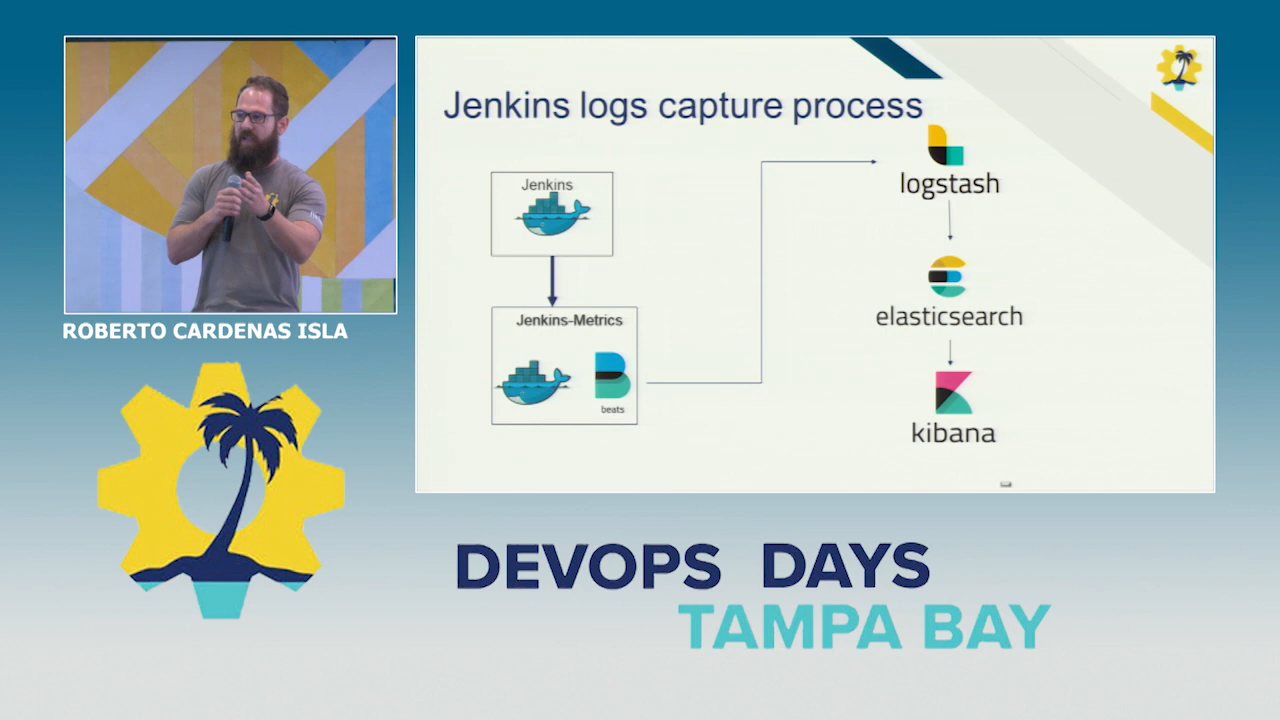 Jenkins logs capture process
Jenkins
Jenkins-Metrics
beats
logstash
elasticsearch
kibana
ROBERTO CARDENAS ISLA
DEVOPS DAYS
TAMPA BAY